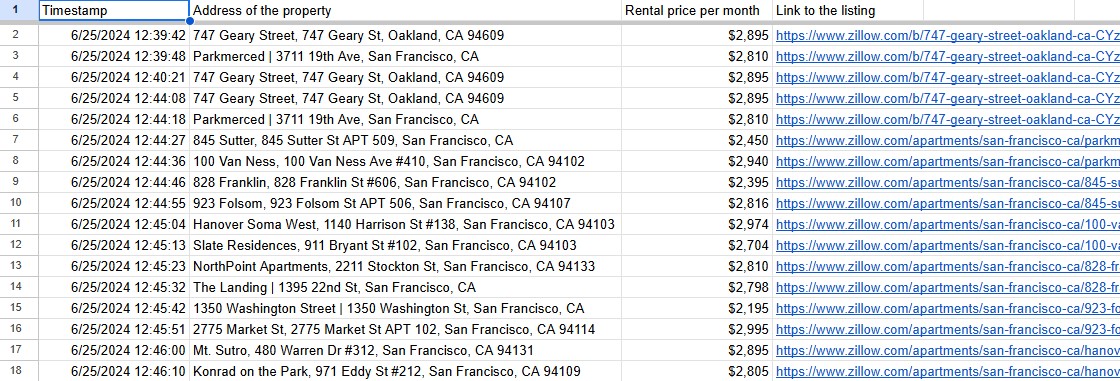 1 Timestamp Address of the property Rental price per month Link to the listing
2 6/25/2024 12:39:42 747 Geary Street, 747 Geary St, Oakland, CA 94609 $2,895 https://www.zillow.com/b/747-geary-street-oakland-ca-CYz
3 6/25/2024 12:39:48 Parkmerced | 3711 19th Ave, San Francisco, CA $2,810 https://www.zillow.com/b/747-geary-street-oakland-ca-CYz
4 6/25/2024 12:40:21 747 Geary Street, 747 Geary St, Oakland, CA 94609 $2,895 https://www.zillow.com/b/747-geary-street-oakland-ca-CYz
5 6/25/2024 12:44:08 747 Geary Street, 747 Geary St, Oakland, CA 94609 $2,895 https://www.zillow.com/b/747-geary-street-oakland-ca-CYz
6 6/25/2024 12:44:18 Parkmerced | 3711 19th Ave, San Francisco, CA $2,810 https://www.zillow.com/b/747-geary-street-oakland-ca-CYz
7 6/25/2024 12:44:27 845 Sutter, 845 Sutter St APT 509, San Francisco, CA $2,450 https://www.zillow.com/apartments/san-francisco-ca/parkm
8 6/25/2024 12:44:36 100 Van Ness, 100 Van Ness Ave #410, San Francisco, CA 94102 $2,940 https://www.zillow.com/apartments/san-francisco-ca/parkm
9 6/25/2024 12:44:46 828 Franklin, 828 Franklin St #606, San Francisco, CA 94102 $2,395 https://www.zillow.com/apartments/san-francisco-ca/845-su
10 6/25/2024 12:44:55 923 Folsom, 923 Folsom St APT 506, San Francisco, CA 94107 $2,816 https://www.zillow.com/apartments/san-francisco-ca/845-su
11 6/25/2024 12:45:04 Hanover Soma West, 1140 Harrison St #138, San Francisco, CA 94103 $2,974 https://www.zillow.com/apartments/san-francisco-ca/100-va
12 6/25/2024 12:45:13 Slate Residences, 911 Bryant St #102, San Francisco, CA 94103 $2,704 https://www.zillow.com/apartments/san-francisco-ca/100-va
13 6/25/2024 12:45:23 NorthPoint Apartments, 2211 Stockton St, San Francisco, CA 94133 $2,810 https://www.zillow.com/apartments/san-francisco-ca/828-fr
14 6/25/2024 12:45:32 The Landing | 1395 22nd St, San Francisco, CA $2,798 https://www.zillow.com/apartments/san-francisco-ca/828-fr
15 6/25/2024 12:45:42 1350 Washington Street | 1350 Washington St, San Francisco, CA $2,195 https://www.zillow.com/apartments/san-francisco-ca/923-fo
16 6/25/2024 12:45:51 2775 Market St, 2775 Market St APT 102, San Francisco, CA 94114 $2,995 https://www.zillow.com/apartments/san-francisco-ca/923-fo
17 6/25/2024 12:46:00 Mt. Sutro, 480 Warren Dr #312, San Francisco, CA 94131 $2,895 https://www.zillow.com/apartments/san-francisco-ca/hanov
18 6/25/2024 12:46:10 Konrad on the Park, 971 Eddy St #212, San Francisco, CA 94109 $2,805 https://www.zillow.com/apartments/san-francisco-ca/hanov